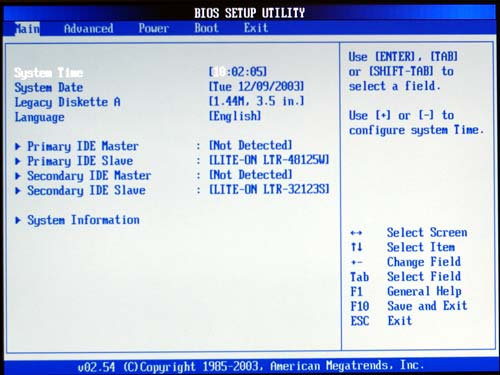 BIOS SETUP UTILITY
Main Advanced Power Boot Exit
System Time [10:02:05]
System Date [Tue 12/09/2003]
Legacy Diskette A [1.44M, 3.5 in.]
Language [English]
Primary IDE Master : [Not Detected]
Primary IDE Slave : [LITE-ON LTR-48125W]
Secondary IDE Master : [Not Detected]
Secondary IDE Slave : [LITE-ON LTR-32123S]
System Information
Use [ENTER], [TAB]
or [SHIFT-TAB] to
select a field.
Use [+] or [-] to
configure system Time.
↔ Select Screen
↑↓ Select Item
+- Change Field
Tab Select Field
F1 General Help
F10 Save and Exit
ESC Exit
v02.54 (C)Copyright 1985-2003, American Megatrends, Inc.